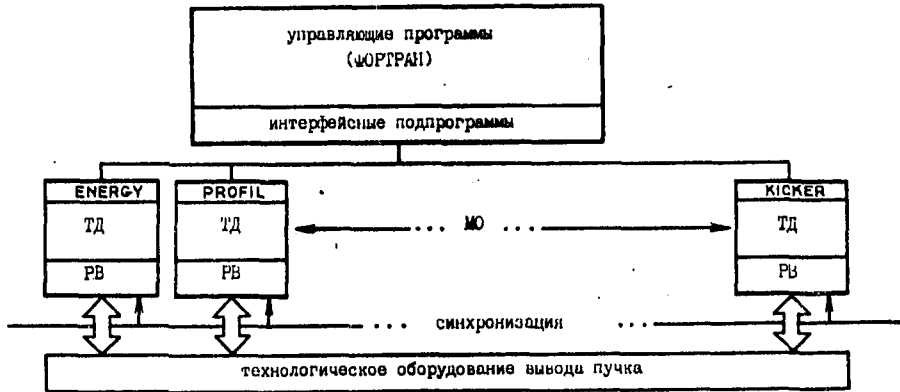 управляющие программы
(ФОРТРАН)
интерфейсные подпрограммы
ENERGY PROFIL KICKER
ТД ТД ... МО ... ТД
РВ РВ РВ
... синхронизация ...
технологическое оборудование вывода пучка